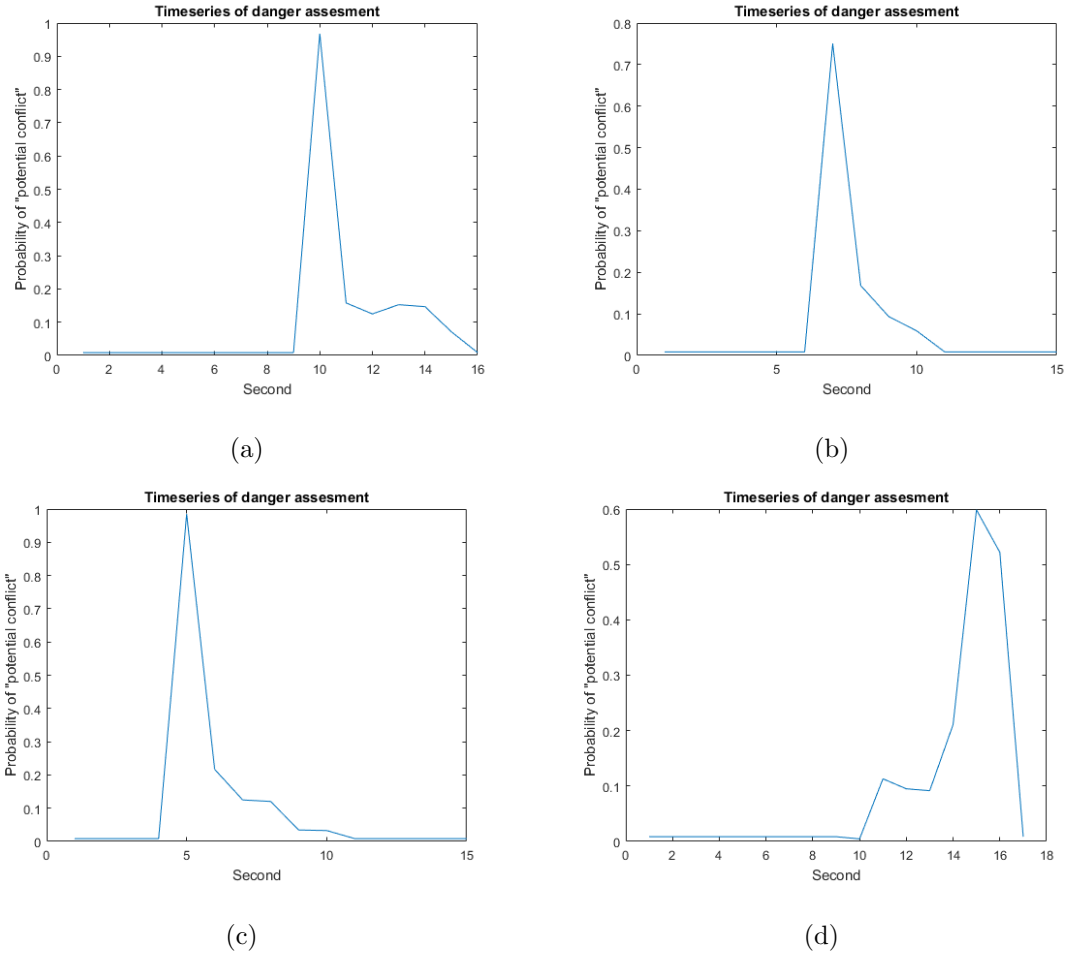 Timeseries of danger assesment
Probability of "potential conflict"
1
0.9
0.8
0.7
0.6
0.5
0.4
0.3
0.2
0.1
0
0 2 4 6 8 10 12 14 16
Second
(a)
Timeseries of danger assesment
Probability of "potential conflict"
0.8
0.7
0.6
0.5
0.4
0.3
0.2
0.1
0
0 5 10 15
Second
(b)
Timeseries of danger assesment
Probability of "potential conflict"
1
0.9
0.8
0.7
0.6
0.5
0.4
0.3
0.2
0.1
0
0 5 10 15
Second
(c)
Timeseries of danger assesment
Probability of "potential conflict"
0.6
0.5
0.4
0.3
0.2
0.1
0
0 2 4 6 8 10 12 14 16 18
Second
(d)